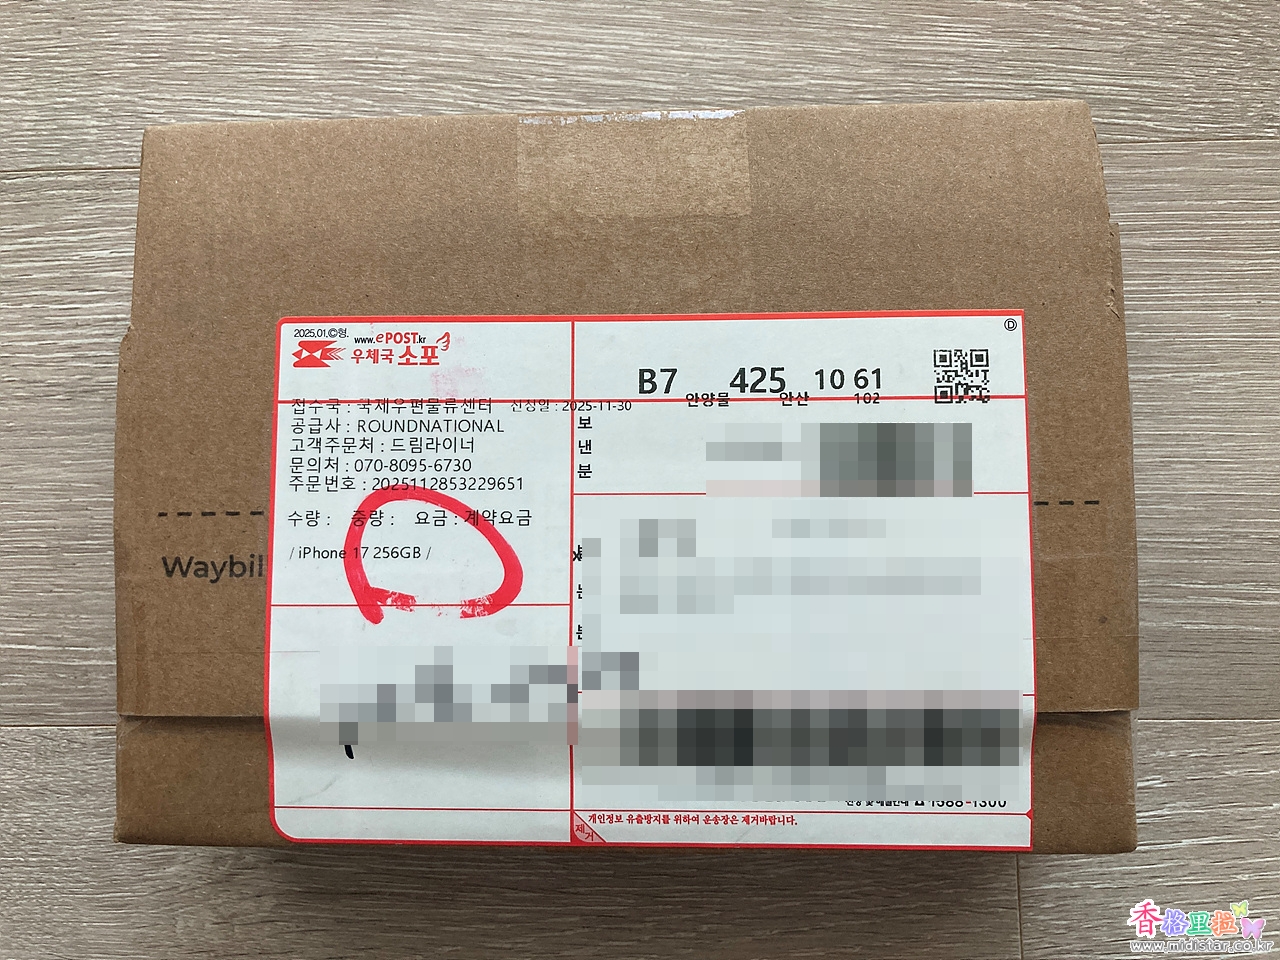 2025.01.ⓒ형.
www.ePOST.kr
우체국 소포
Ⓓ
B7 425 10 61
안양물 안산 102
접수국 : 국제우편물류센터 신청일 : 2025-11-30
공급사 : ROUNDNATIONAL
고객주문처 : 드림라이너
문의처 : 070-8095-6730
주문번호 : 2025112853229651
수량 : 중량 : 요금 : 계약요금
/ iPhone 17 256GB /
보
낸
분
Waybill
☎ 1588-1300
제거
개인정보 유출방지를 위하여 운송장은 제거바랍니다.
香格里拉
www.midistar.co.kr